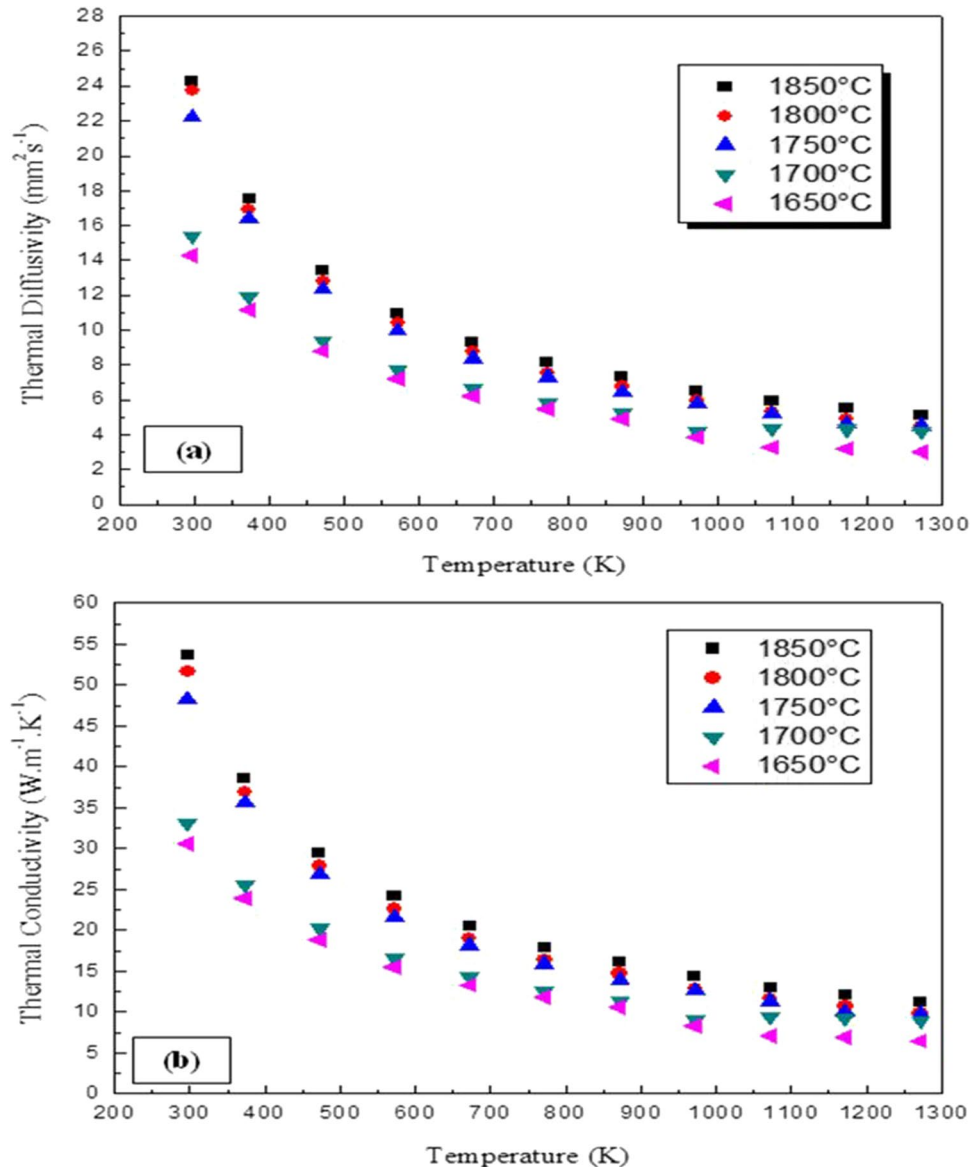 28
26
24
22
20
18
16
14
12
10
8
6
4
2
0
Thermal Diffusivity (mm²s⁻¹)
1850°C
1800°C
1750°C
1700°C
1650°C
(a)
200 300 400 500 600 700 800 900 1000 1100 1200 1300
Temperature (K)
60
55
50
45
40
35
30
25
20
15
10
5
0
Thermal Conductivity (W.m⁻¹.K⁻¹)
1850°C
1800°C
1750°C
1700°C
1650°C
(b)
200 300 400 500 600 700 800 900 1000 1100 1200 1300
Temperature (K)